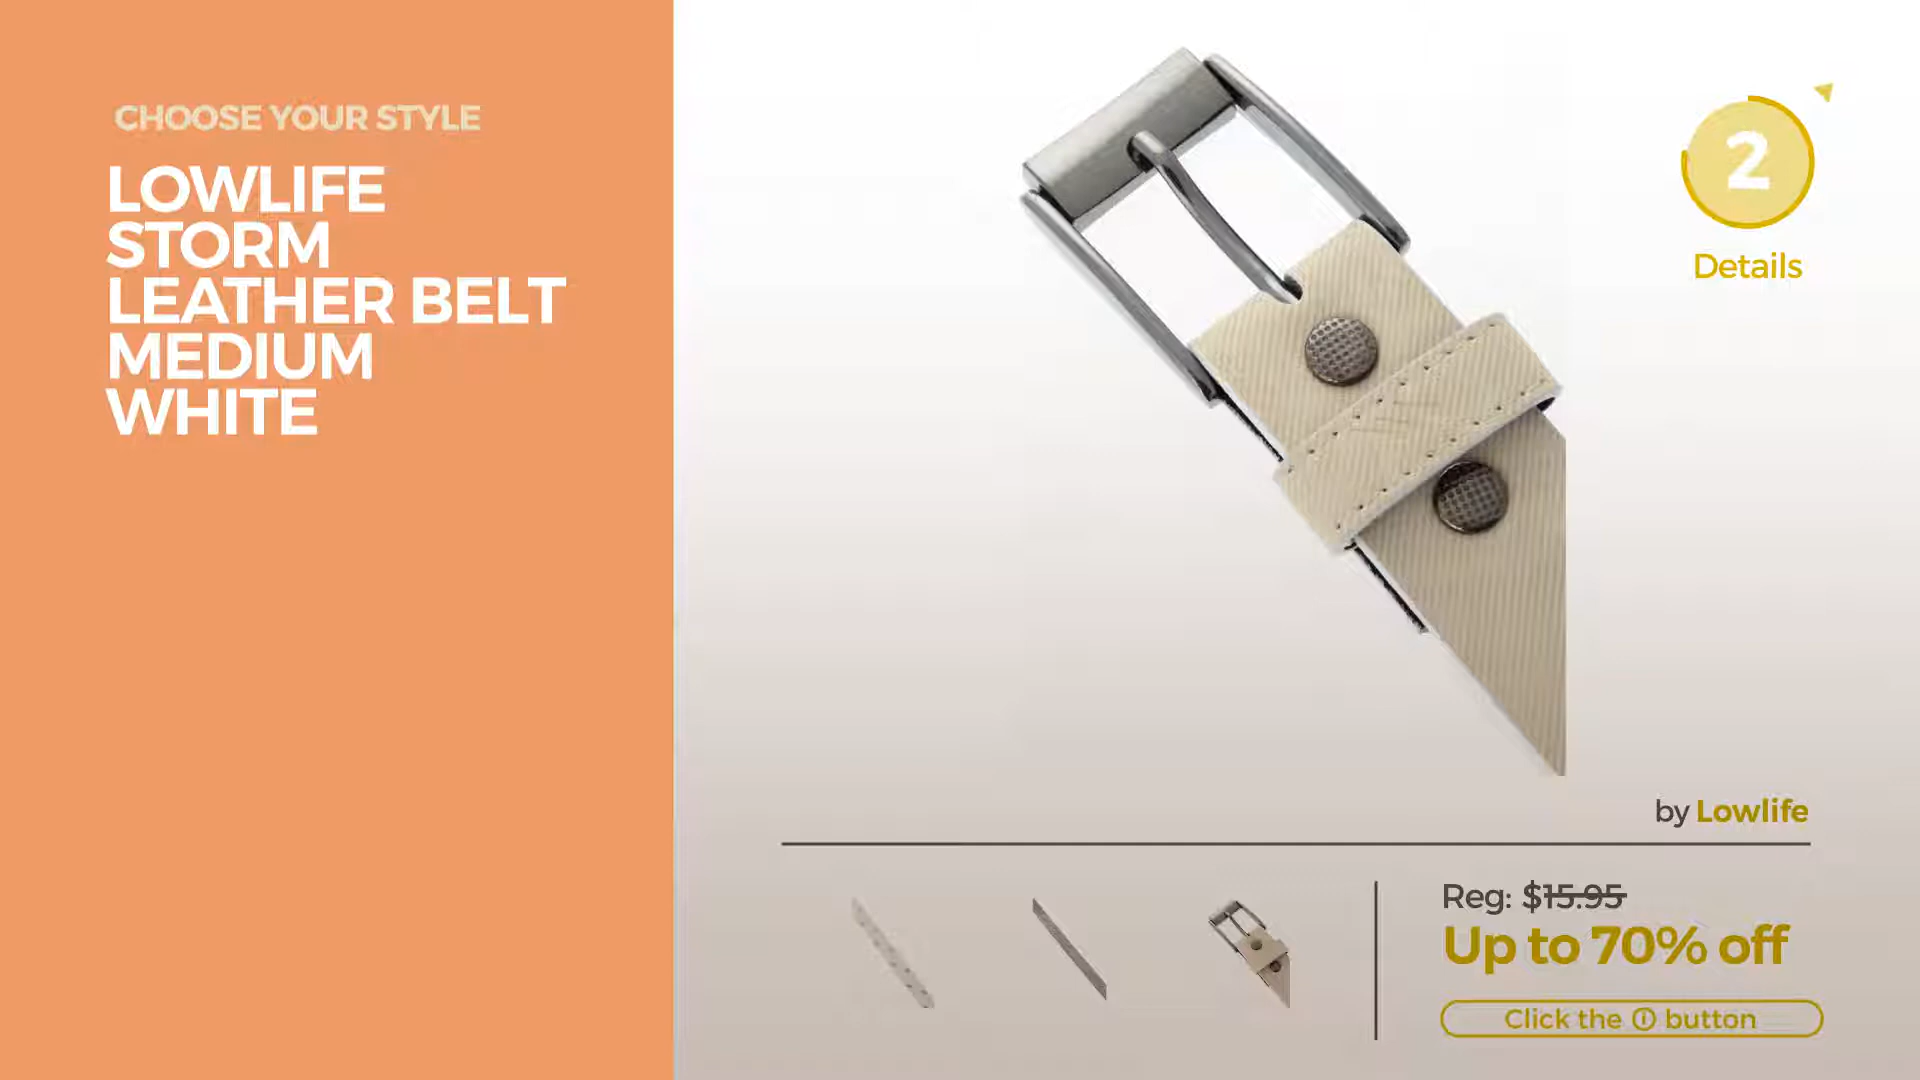 CHOOSE YOUR STYLE
LOWLIFE
STORM
LEATHER BELT
MEDIUM
WHITE
2
Details
by Lowlife
Reg: $15.95
Up to 70% off
Click the ⓘ button